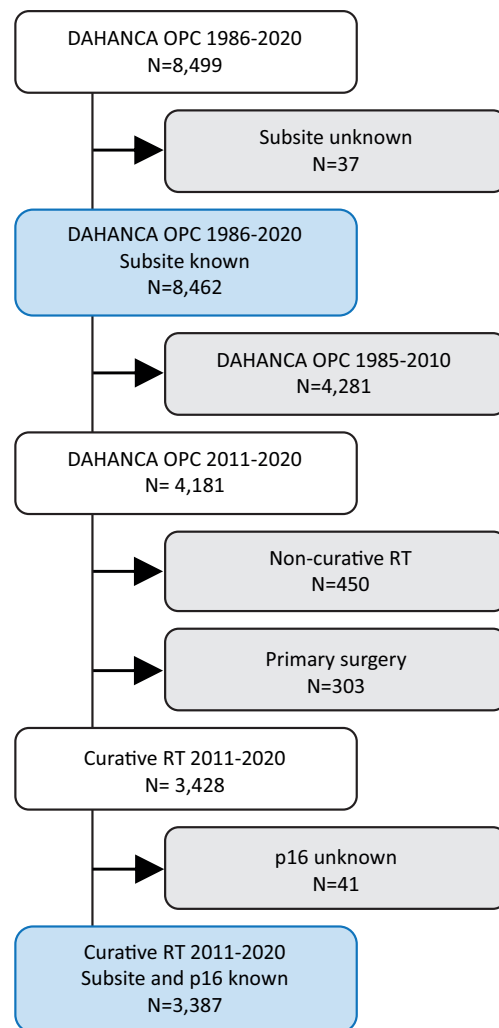 DAHANCA OPC 1986-2020
N=8,499
Subsite unknown
N=37
DAHANCA OPC 1986-2020
Subsite known
N=8,462
DAHANCA OPC 1985-2010
N=4,281
DAHANCA OPC 2011-2020
N= 4,181
Non-curative RT
N=450
Primary surgery
N=303
Curative RT 2011-2020
N= 3,428
p16 unknown
N=41
Curative RT 2011-2020
Subsite and p16 known
N=3,387